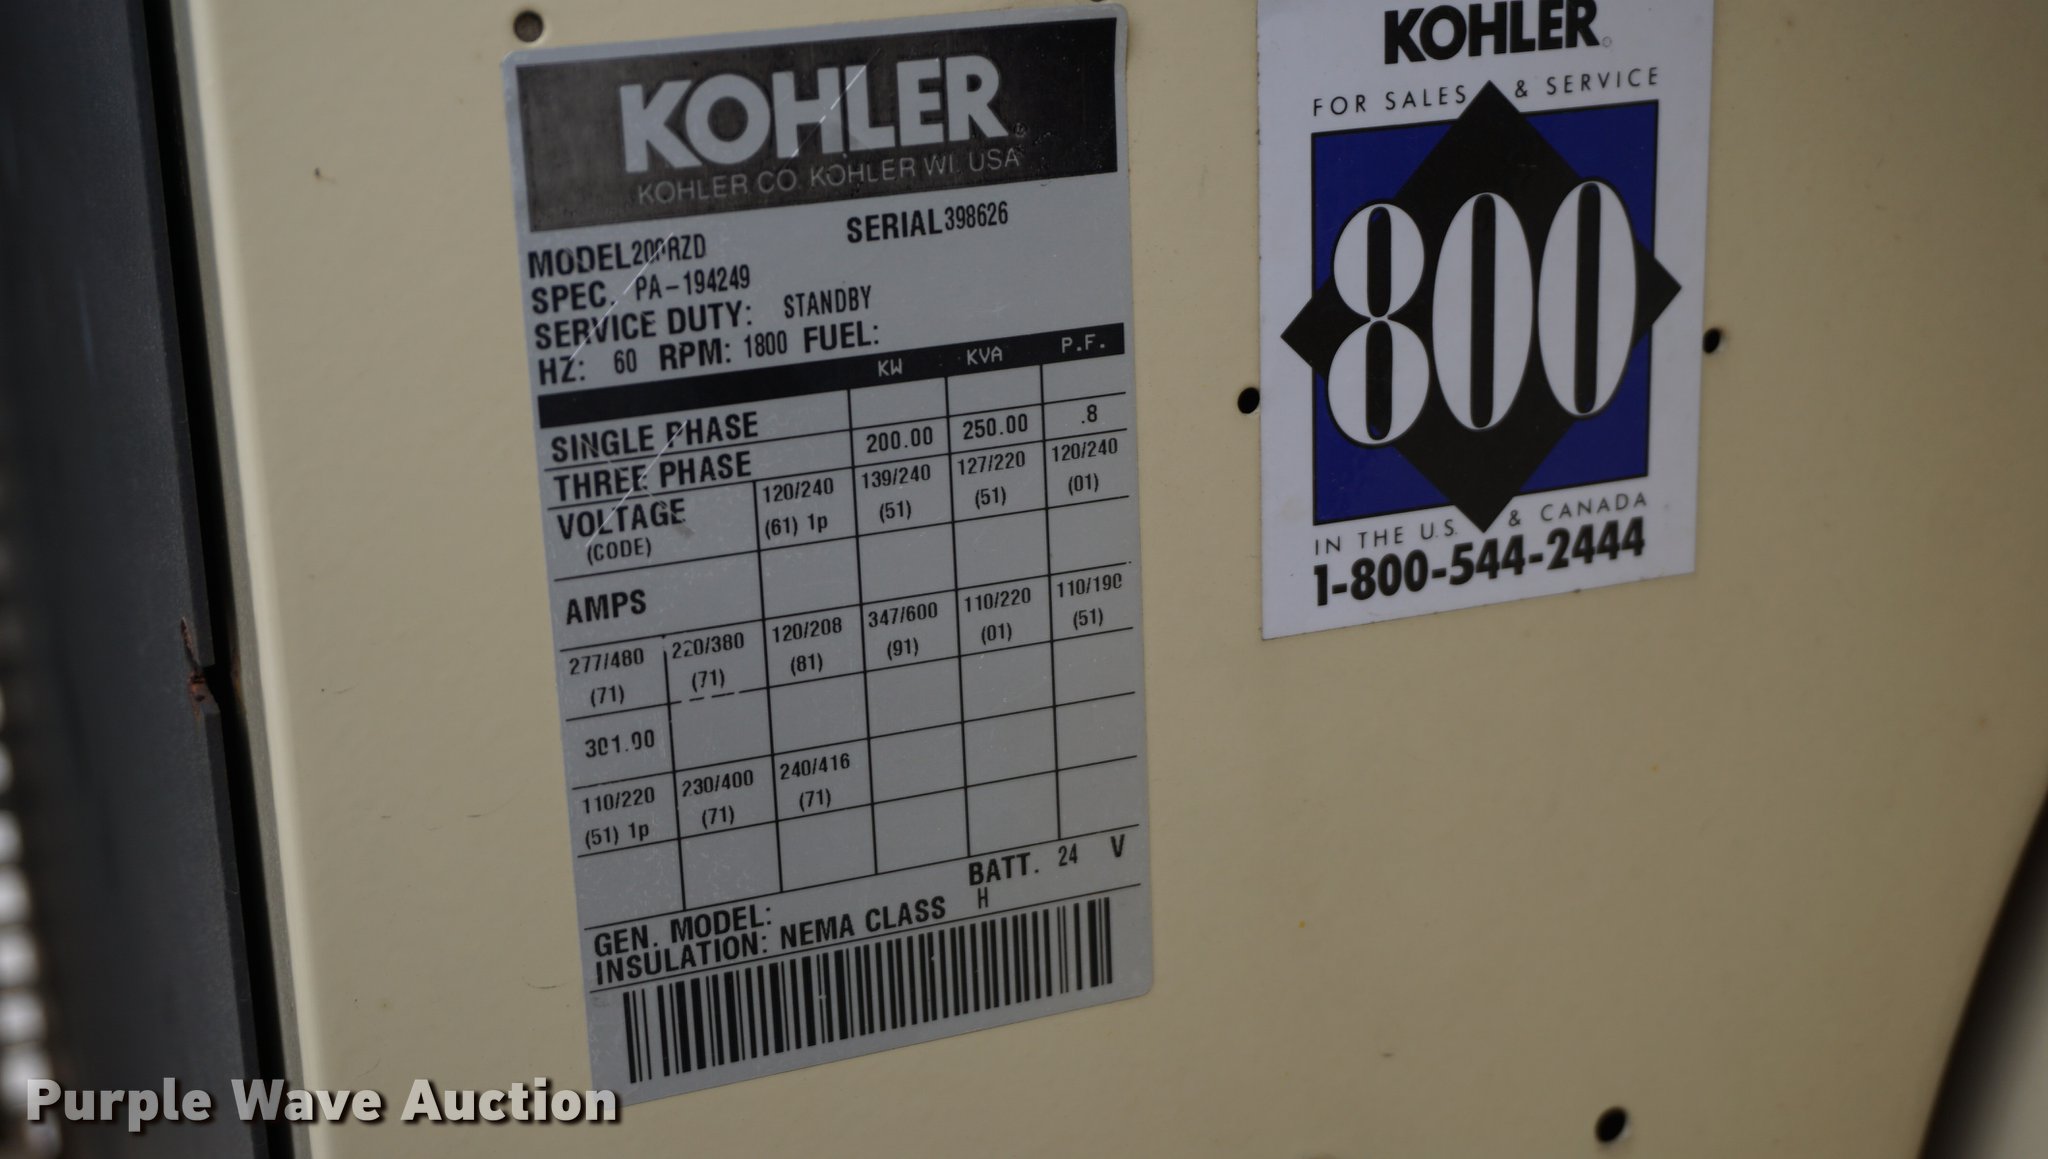 KOHLER
KOHLER CO. KOHLER WI. USA
MODEL 200RZD SERIAL 398626
SPEC. PA-194249
SERVICE DUTY: STANDBY
HZ: 60 RPM: 1800 FUEL:
KW KVA P.F.
SINGLE PHASE
THREE PHASE 200.00 250.00 .8
VOLTAGE 120/240 139/240 127/220 120/240
(CODE) (61) 1p (51) (51) (01)
AMPS
277/480 220/380 120/208 347/600 110/220 110/190
(71) (71) (81) (91) (01) (51)
301.00
110/220 230/400 240/416
(51) 1p (71) (71)
BATT. 24 V
GEN. MODEL:
INSULATION: NEMA CLASS H
KOHLER
FOR SALES & SERVICE
800
IN THE U.S. & CANADA
1-800-544-2444
Purple Wave Auction